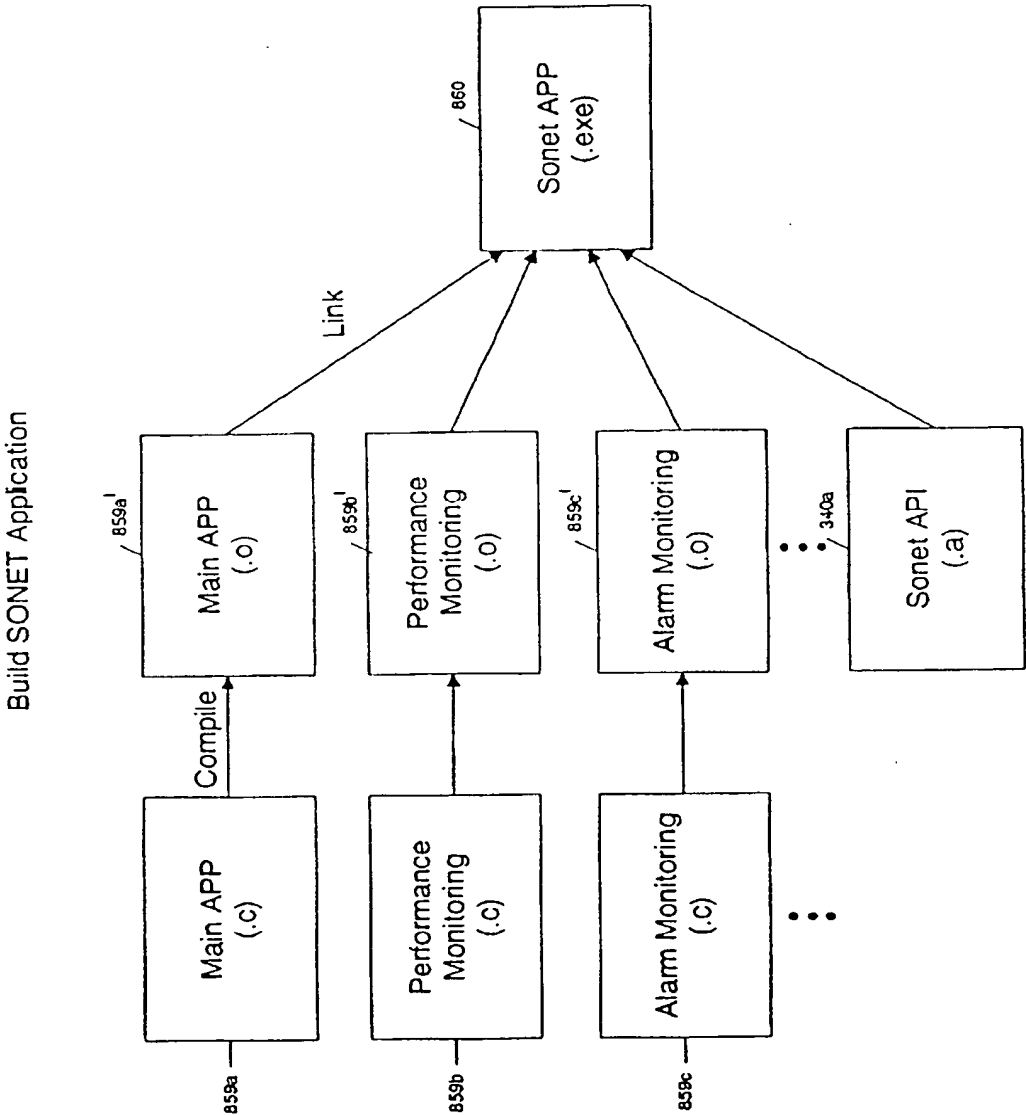 Build SONET Application
859a
Main APP
(.c)
Compile
859a'
Main APP
(.o)
Link
859b
Performance
Monitoring
(.c)
859b'
Performance
Monitoring
(.o)
859c
Alarm Monitoring
(.c)
859c'
Alarm Monitoring
(.o)
340a
Sonet API
(.a)
860
Sonet APP
(.exe)